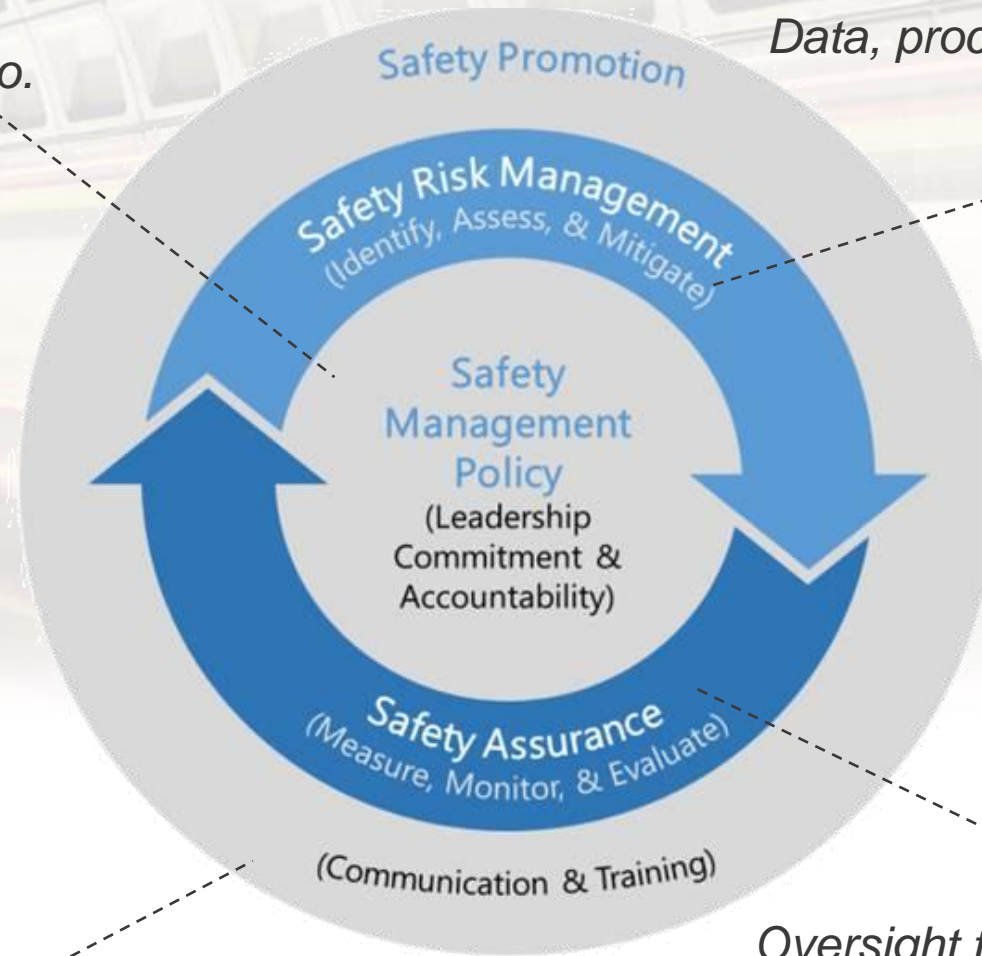 o.
Data, proc
Safety Promotion
Safety Risk Management
(Identify, Assess, & Mitigate)
Safety
Management
Policy
(Leadership
Commitment &
Accountability)
Safety Assurance
(Measure, Monitor, & Evaluate)
(Communication & Training)
Oversight f